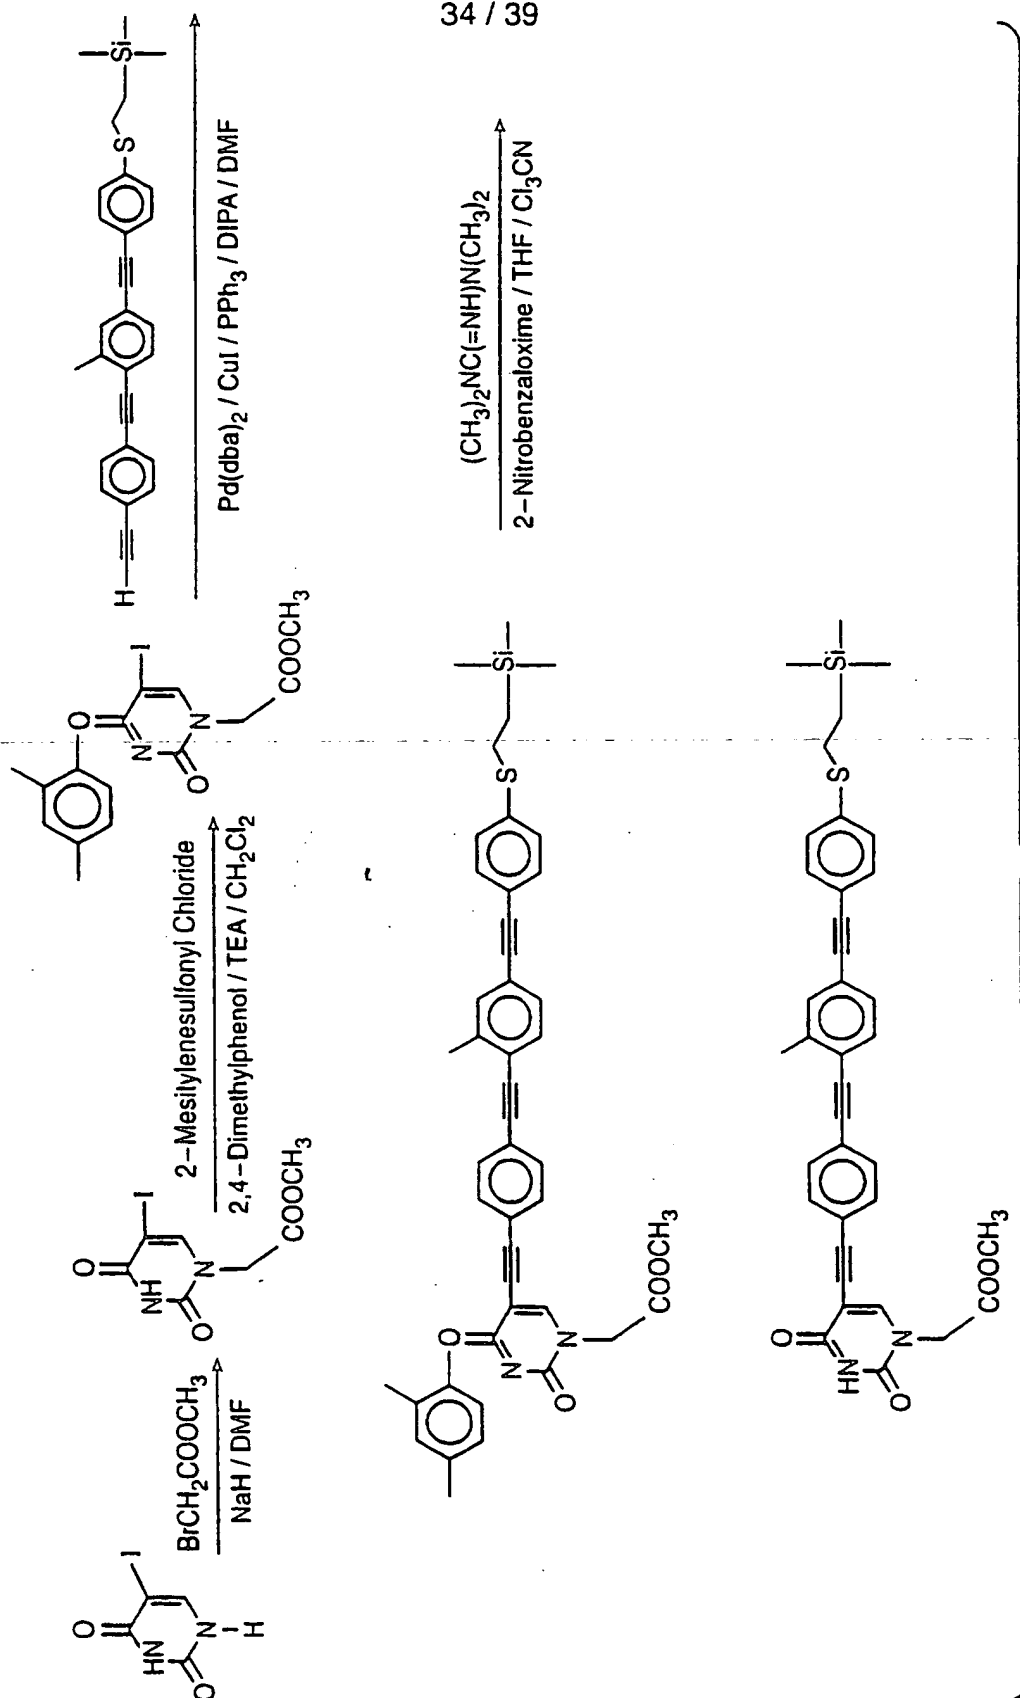 34 / 39
O
HN
N
H
O
I
BrCH2COOCH3
NaH / DMF
O
NH
N
O
I
COOCH3
2-Mesitylenesulfonyl Chloride
2,4-Dimethylphenol / TEA / CH2Cl2
O
N
N
O
I
COOCH3
H
S
Si
Pd(dba)2 / CuI / PPh3 / DIPA / DMF
O
N
N
O
COOCH3
S
Si
(CH3)2NC(=NH)N(CH3)2
2-Nitrobenzaloxime / THF / Cl3CN
O
NH
N
O
COOCH3
S
Si